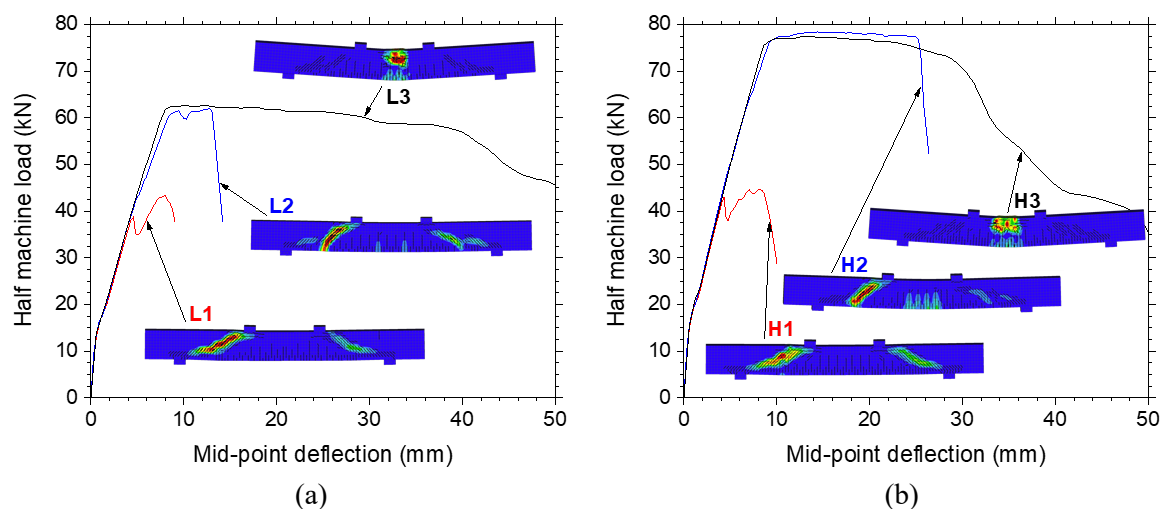 80
70
60
50
40
30
20
10
0
Half machine load (kN)
L3
L2
L1
0 10 20 30 40 50
Mid-point deflection (mm)
(a)
80
70
60
50
40
30
20
10
0
Half machine load (kN)
H3
H2
H1
0 10 20 30 40 50
Mid-point deflection (mm)
(b)